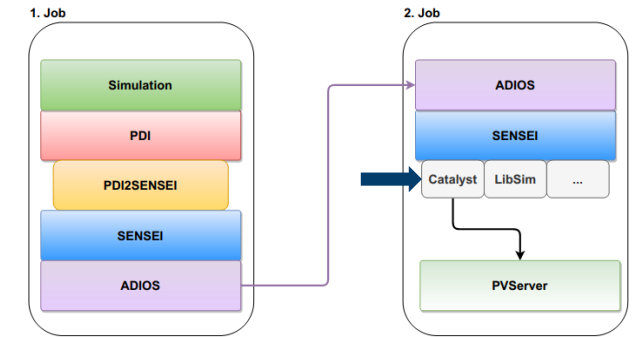 1. Job
Simulation
PDI
PDI2SENSEI
SENSEI
ADIOS
2. Job
ADIOS
SENSEI
Catalyst LibSim ...
PVServer